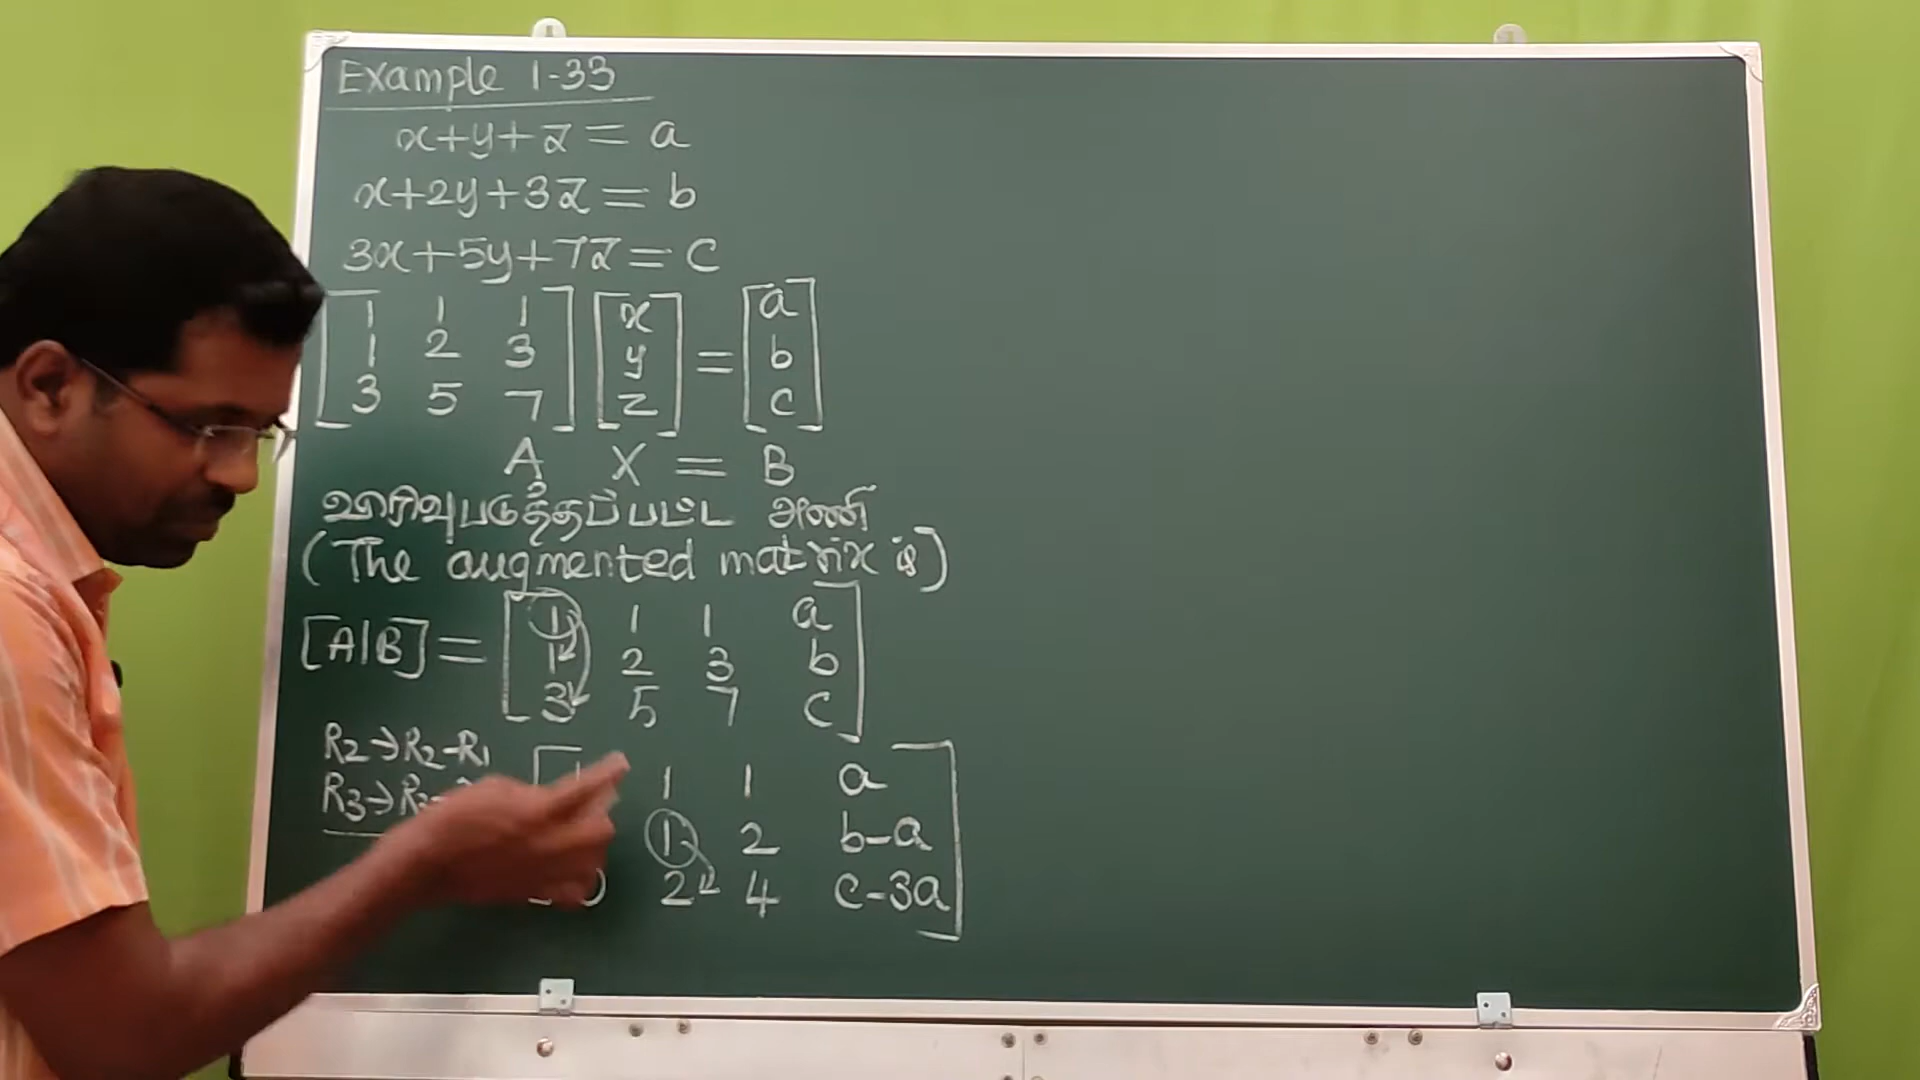 Example 1-33
x+y+z = a
x+2y+3z = b
3x+5y+7z = c
[1 1 1] [x] [a]
[1 2 3] [y] = [b]
[3 5 7] [z] [c]
A X = B
விரிவுபடுத்தப்பட்ட அணி
(The augmented matrix is)
[A|B] = [1 1 1 a]
[1 2 3 b]
[3 5 7 c]
R2→R2-R1 [1 1 1 a]
R3→R3- 1 2 b-a
0 2 4 c-3a]